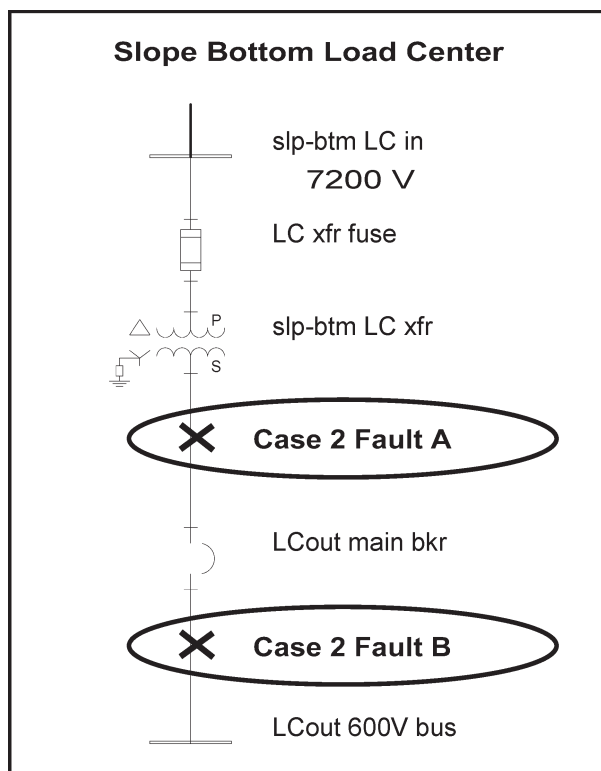 Slope Bottom Load Center
slp-btm LC in
7200 V
LC xfr fuse
P
slp-btm LC xfr
S
Case 2 Fault A
LCout main bkr
Case 2 Fault B
LCout 600V bus